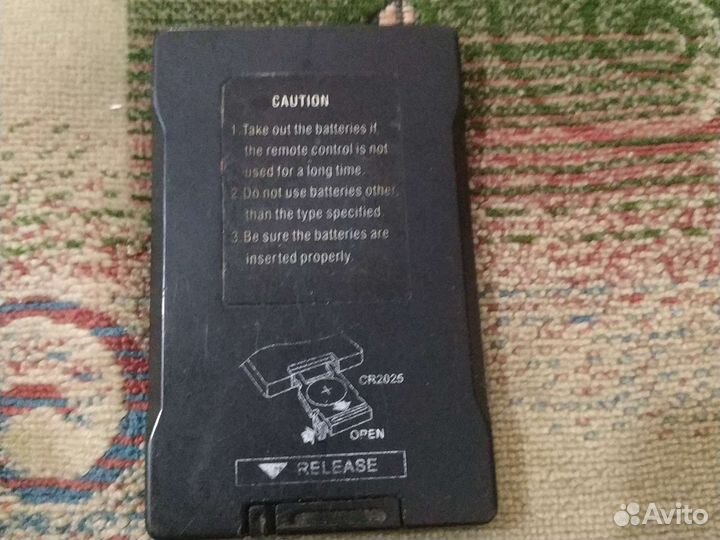 CAUTION
1. Take out the batteries if
the remote control is not
used for a long time.
2. Do not use batteries other
than the type specified
3. Be sure the batteries are
inserted properly.
CR2025
OPEN
RELEASE
Avito